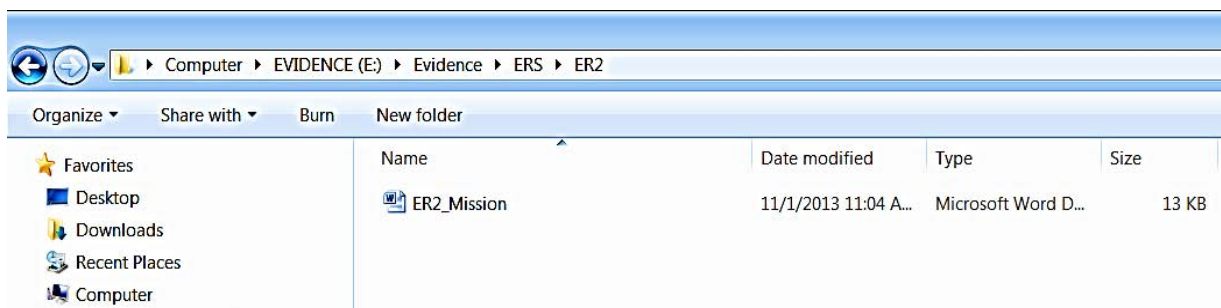 Computer EVIDENCE (E:) Evidence ERS ER2
Organize Share with Burn New folder
Favorites
Desktop
Downloads
Recent Places
Computer
Name Date modified Type Size
ER2_Mission 11/1/2013 11:04 A... Microsoft Word D... 13 KB